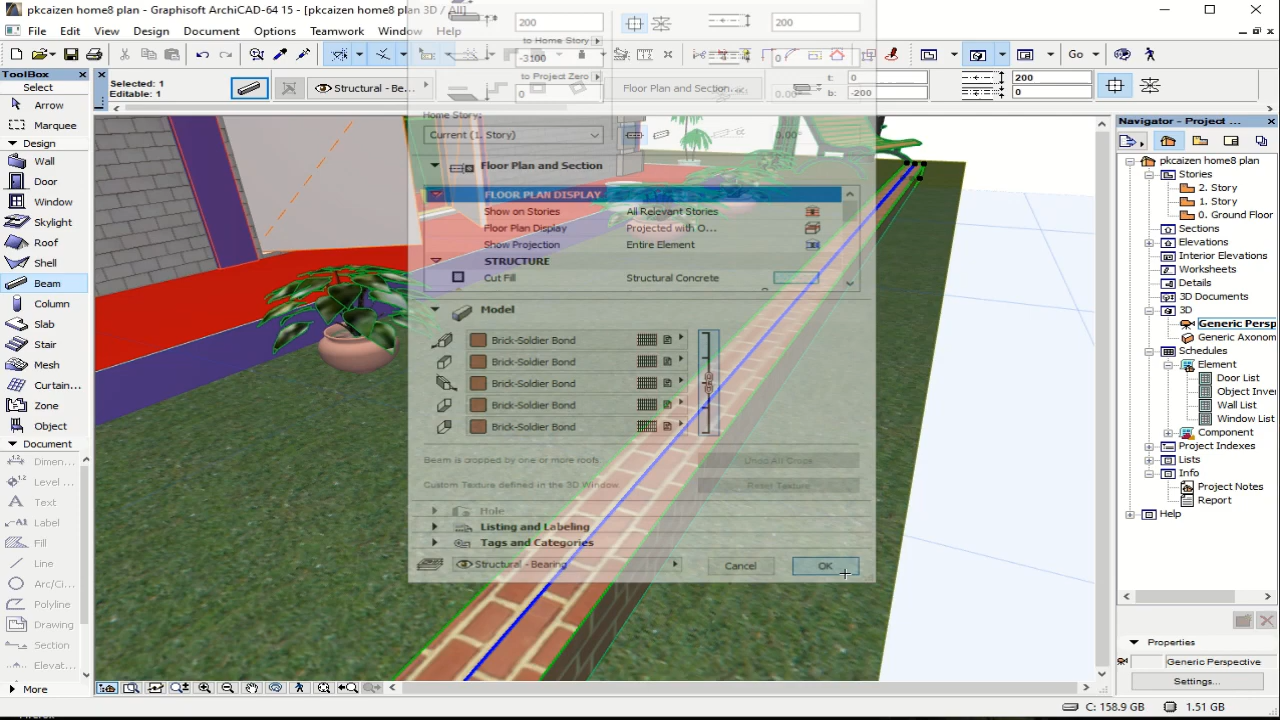 pkcaizen home8 plan - Graphisoft ArchiCAD-64 15 - [pkcaizen home8 plan 3D / All]
File Edit View Design Document Options Teamwork Window Help
Go
ToolBox
Select
Arrow
Marquee
Design
Wall
Door
Window
Skylight
Roof
Shell
Beam
Column
Slab
Stair
Mesh
Curtain...
Zone
Object
Document
Dimen...
Level ...
Text
Label
Fill
Line
Arc/Ci...
Polyline
Drawing
Section
Elevat...
More
Selected: 1
Editable: 1
Structural - Be...
Floor Plan and Section...
t: 0
b: -200
200
0
200
200
to Home Story
-3100
0
to Project Zero
0
0.00°
Home Story:
Current (1. Story)
0.00°
Floor Plan and Section
FLOOR PLAN DISPLAY
Show on Stories All Relevant Stories
Floor Plan Display Projected with O...
Show Projection Entire Element
STRUCTURE
Cut Fill Structural Concrete
Model
Brick-Soldier Bond
Brick-Soldier Bond
Brick-Soldier Bond
Brick-Soldier Bond
Brick-Soldier Bond
Beam is cropped by one or more roofs Undo All Crops
Custom Texture defined in the 3D Window Reset Texture
Hole
Listing and Labeling
Tags and Categories
Structural - Bearing Cancel OK
Navigator - Project ...
pkcaizen home8 plan
Stories
2. Story
1. Story
0. Ground Floor
Sections
Elevations
Interior Elevations
Worksheets
Details
3D Documents
3D
Generic Persp
Generic Axonom
Schedules
Element
Door List
Object Inver
Wall List
Window List
Component
Project Indexes
Lists
Info
Project Notes
Report
Help
Properties
Generic Perspective
Settings...
C: 158.9 GB 1.51 GB